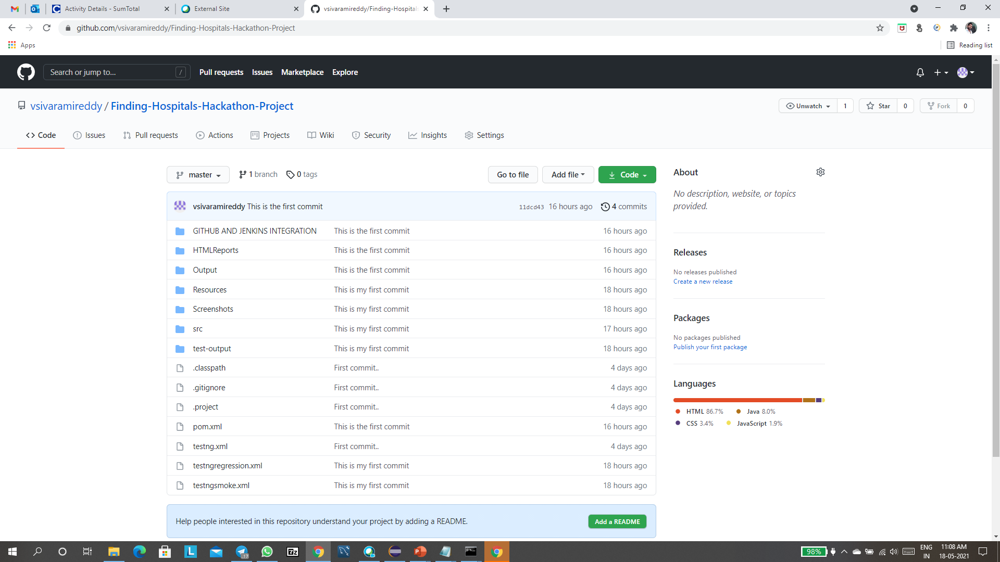 Activity Details - SumTotal
External Site
vsivaramireddy/Finding-Hospitals
github.com/vsivaramireddy/Finding-Hospitals-Hackathon-Project
Apps
Reading list
Search or jump to...
/
Pull requests
Issues
Marketplace
Explore
vsivaramireddy / Finding-Hospitals-Hackathon-Project
Unwatch 1
Star 0
Fork 0
Code
Issues
Pull requests
Actions
Projects
Wiki
Security
Insights
Settings
master
1 branch
0 tags
Go to file
Add file
Code
vsivaramireddy This is the first commit 11dcd43 16 hours ago 4 commits
GITHUB AND JENKINS INTEGRATION This is the first commit 16 hours ago
HTMLReports This is the first commit 16 hours ago
Output This is the first commit 16 hours ago
Resources This is my first commit 18 hours ago
Screenshots This is my first commit 18 hours ago
src This is my first commit 17 hours ago
test-output This is my first commit 18 hours ago
.classpath First commit.. 4 days ago
.gitignore First commit.. 4 days ago
.project First commit.. 4 days ago
pom.xml This is the first commit 16 hours ago
testng.xml First commit.. 4 days ago
testngregression.xml This is my first commit 18 hours ago
testngsmoke.xml This is my first commit 18 hours ago
Help people interested in this repository understand your project by adding a README.
Add a README
About
No description, website, or topics
provided.
Releases
No releases published
Create a new release
Packages
No packages published
Publish your first package
Languages
HTML 86.7% Java 8.0%
CSS 3.4% JavaScript 1.9%
98%
ENG
IN
11:08 AM
18-05-2021